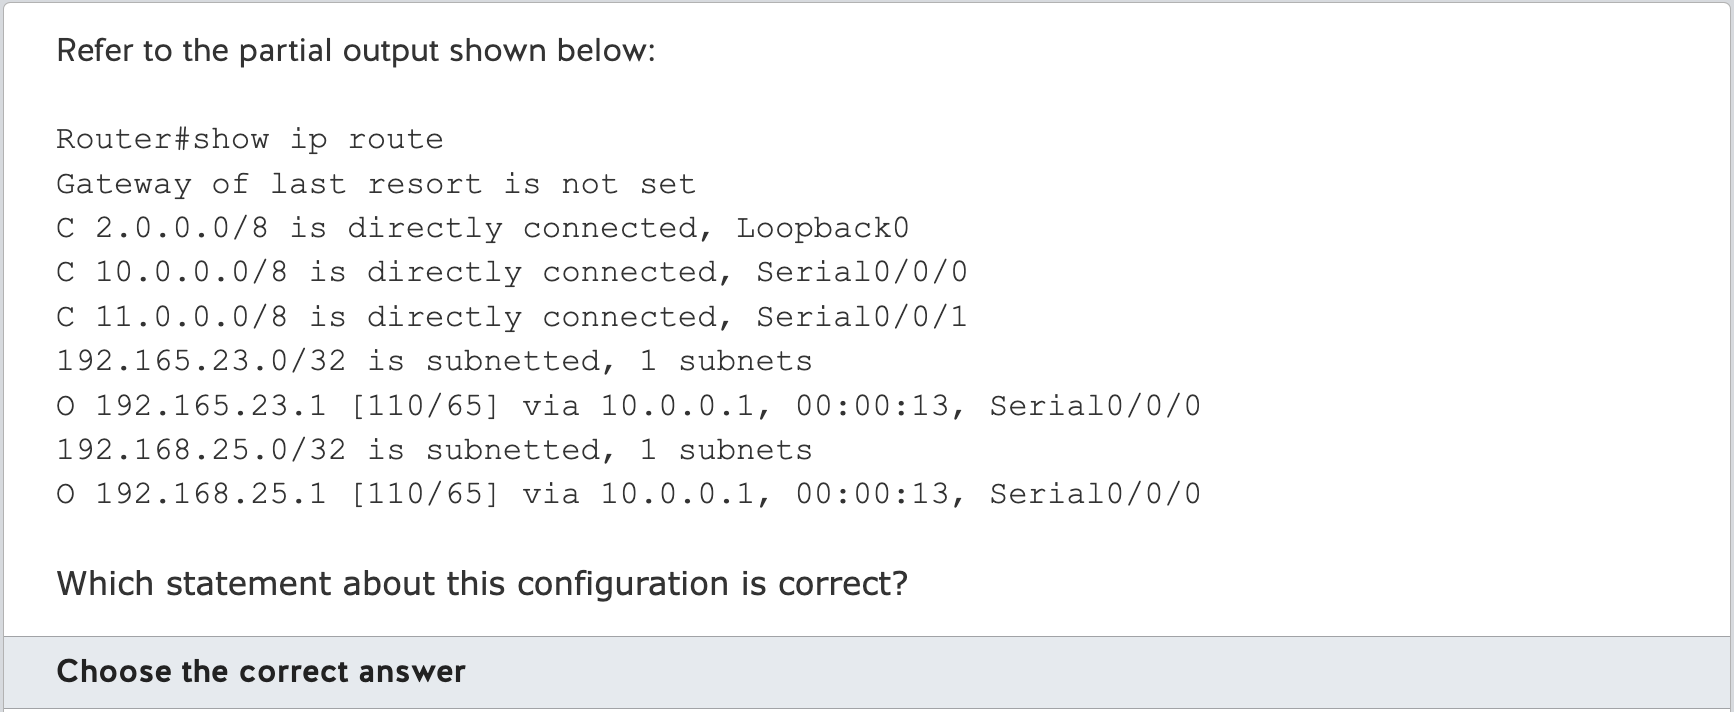 Refer to the partial output shown below:
Router#show ip route
Gateway of last resort is not set
C 2.0.0.0/8 is directly connected, Loopback0
C 10.0.0.0/8 is directly connected, Serial0/0/0
C 11.0.0.0/8 is directly connected, Serial0/0/1
192.165.23.0/32 is subnetted, 1 subnets
O 192.165.23.1 [110/65] via 10.0.0.1, 00:00:13, Serial0/0/0
192.168.25.0/32 is subnetted, 1 subnets
O 192.168.25.1 [110/65] via 10.0.0.1, 00:00:13, Serial0/0/0
Which statement about this configuration is correct?
Choose the correct answer